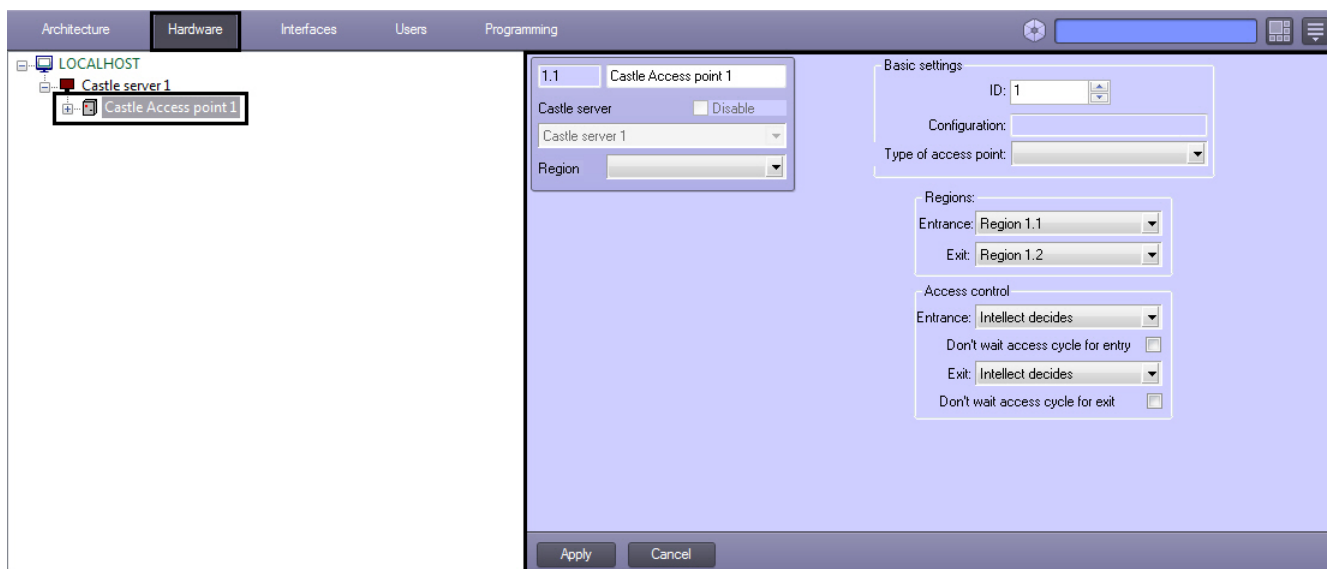 Architecture Hardware Interfaces Users Programming
LOCALHOST
Castle server 1
Castle Access point 1
1.1 Castle Access point 1
Castle server Disable
Castle server 1
Region
Basic settings
ID: 1
Configuration:
Type of access point:
Regions:
Entrance: Region 1.1
Exit: Region 1.2
Access control
Entrance: Intellect decides
Don't wait access cycle for entry
Exit: Intellect decides
Don't wait access cycle for exit
Apply Cancel